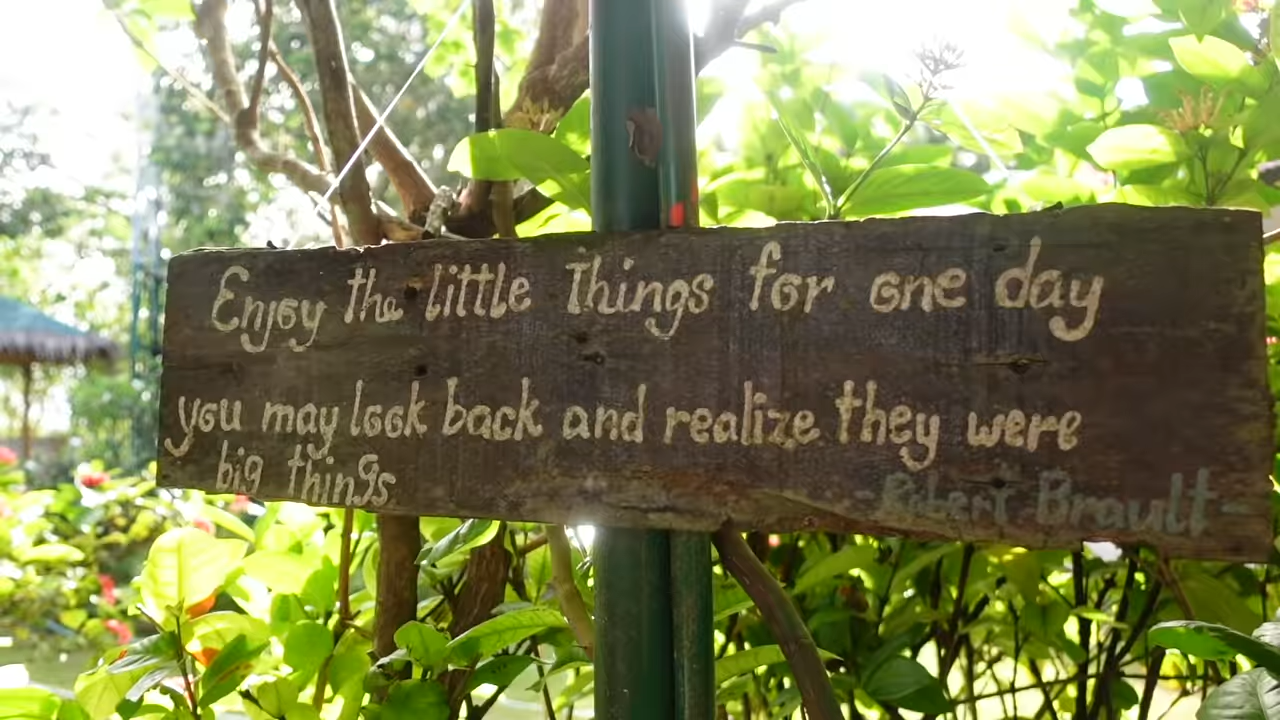 Enjoy the little Things for one day
you may look back and realize they were
big things
- Robert Brault -